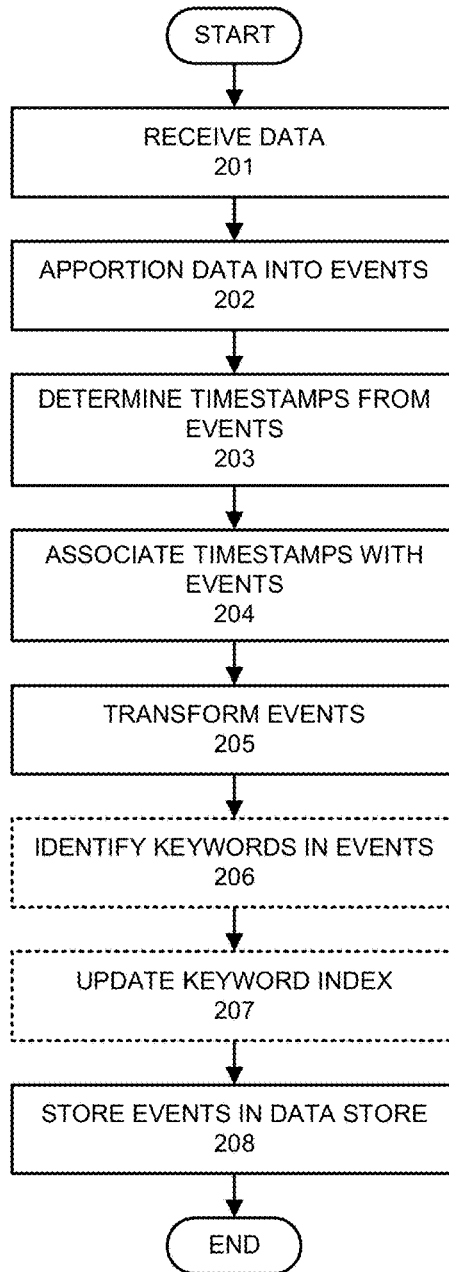 START
RECEIVE DATA
201
APPORTION DATA INTO EVENTS
202
DETERMINE TIMESTAMPS FROM
EVENTS
203
ASSOCIATE TIMESTAMPS WITH
EVENTS
204
TRANSFORM EVENTS
205
IDENTIFY KEYWORDS IN EVENTS
206
UPDATE KEYWORD INDEX
207
STORE EVENTS IN DATA STORE
208
END